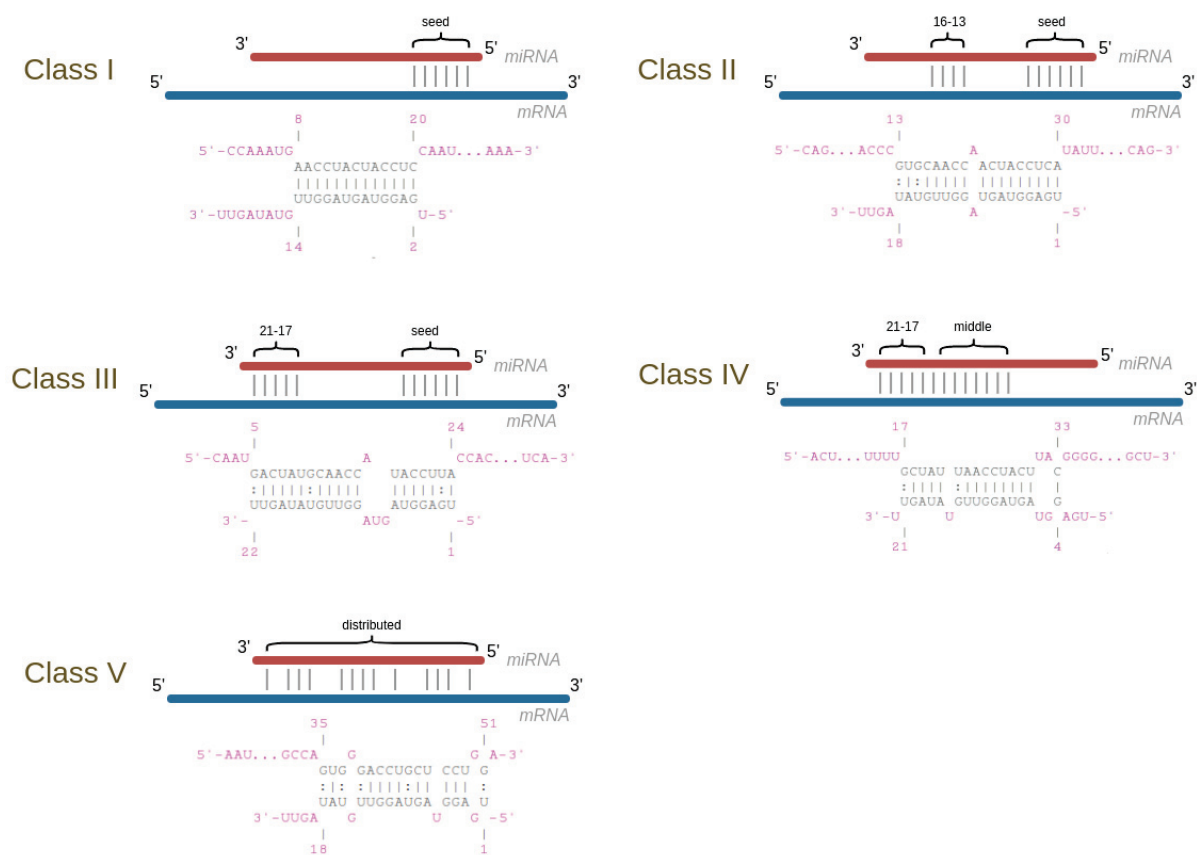 Class I
seed
3'
5'
miRNA
5'
3'
mRNA
8 20
5'-CCAAAUG CAAU...AAA-3'
AACCUACUACCUC
UUGGAUGAUGGAG
3'-UUGAUAUG U-5'
14 2
Class II
16-13 seed
3'
5'
miRNA
5'
3'
mRNA
13 30
5'-CAG...ACCC A UAUU...CAG-3'
GUGCAACC ACUACCUCA
UAUGUUGG UGAUGGAGU
3'-UUGA A -5'
18 1
Class III
21-17 seed
3'
5'
miRNA
5'
3'
mRNA
5 24
5'-CAAU A CCAC...UCA-3'
GACUAUGCAACC UACCUUA
UUGAUAUGUUGG AUGGAGU
3'- AUG -5'
22 1
Class IV
21-17 middle
3'
5'
miRNA
5'
3'
mRNA
17 33
5'-ACU...UUUU UA GGGG...GCU-3'
GCUAU UAACCUACU C
UGAUA GUUGGAUGA G
3'-U U UG AGU-5'
21 4
Class V
distributed
3'
5'
miRNA
5'
3'
mRNA
35 51
5'-AAU...GCCA G G A-3'
GUG GACCUGCU CCU G
UAU UUGGAUGA GGA U
3'-UUGA G U G -5'
18 1